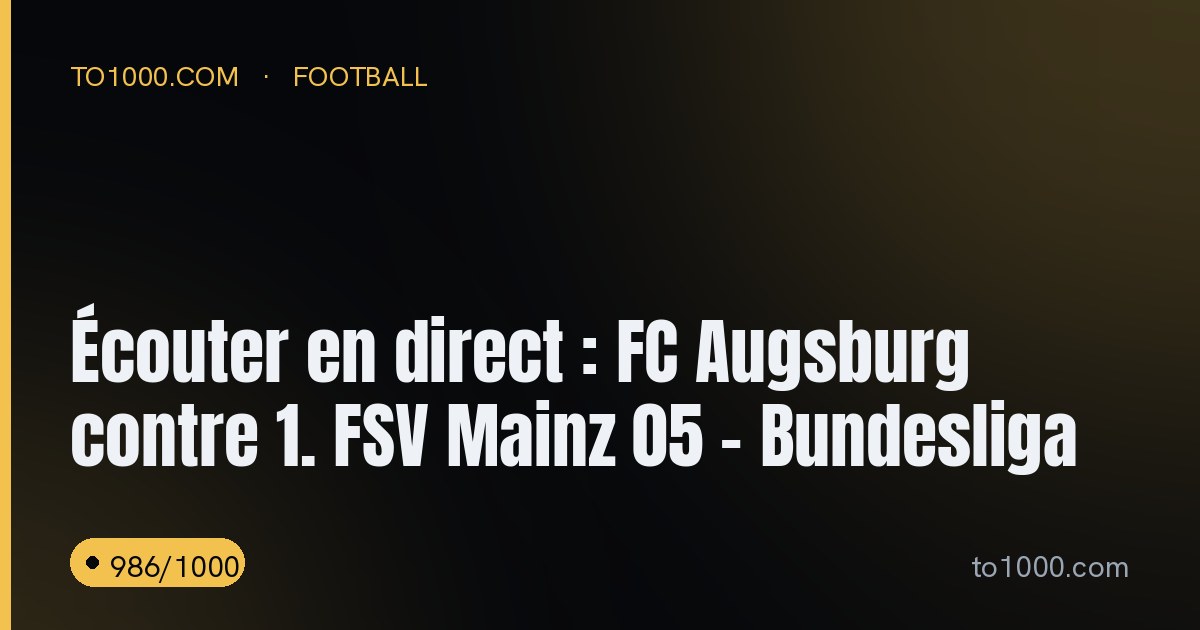 TO1000.COM · FOOTBALL
Écouter en direct : FC Augsburg
contre 1. FSV Mainz 05 - Bundesliga
986/1000
to1000.com